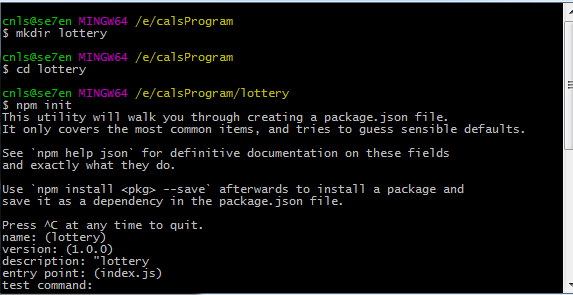 cnls@se7en MINGW64 /e/calsProgram
$ mkdir lottery
cnls@se7en MINGW64 /e/calsProgram
$ cd lottery
cnls@se7en MINGW64 /e/calsProgram/lottery
$ npm init
This utility will walk you through creating a package.json file.
It only covers the most common items, and tries to guess sensible defaults.
See `npm help json` for definitive documentation on these fields
and exactly what they do.
Use `npm install <pkg> --save` afterwards to install a package and
save it as a dependency in the package.json file.
Press ^C at any time to quit.
name: (lottery)
version: (1.0.0)
description: "lottery
entry point: (index.js)
test command: